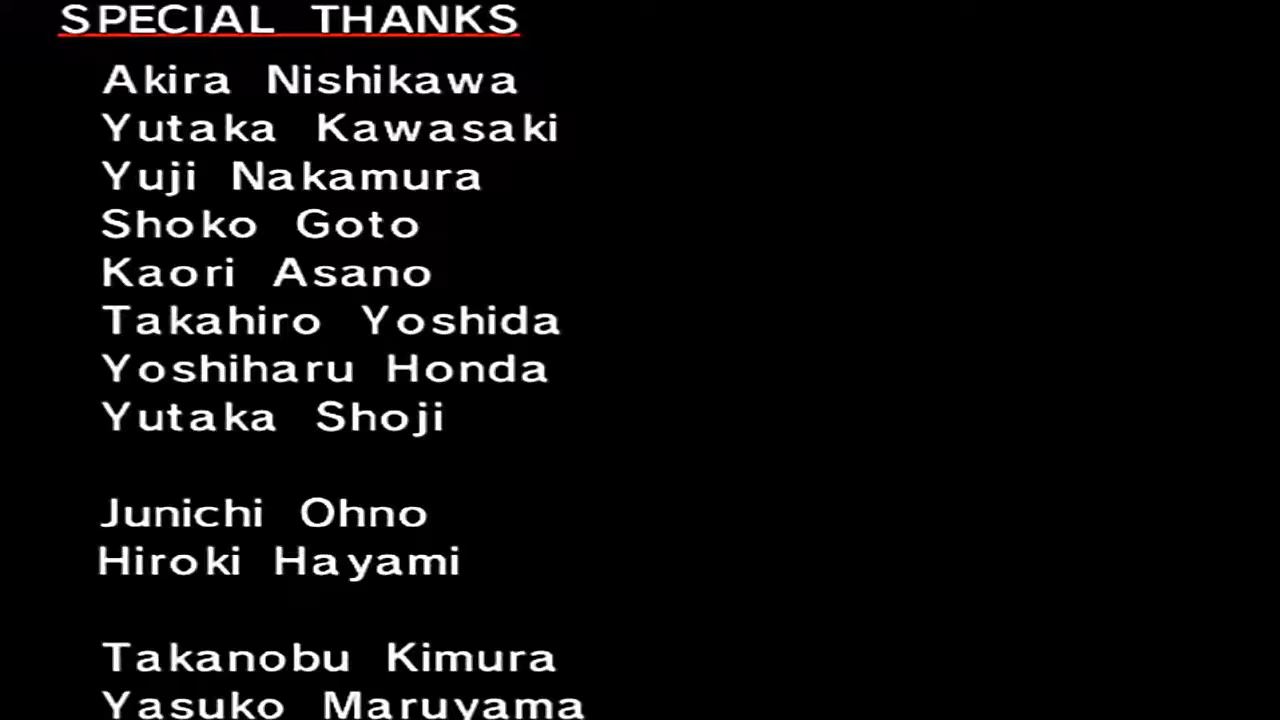 SPECIAL THANKS
Akira Nishikawa
Yutaka Kawasaki
Yuji Nakamura
Shoko Goto
Kaori Asano
Takahiro Yoshida
Yoshiharu Honda
Yutaka Shoji
Junichi Ohno
Hiroki Hayami
Takanobu Kimura
Yasuko Maruyama